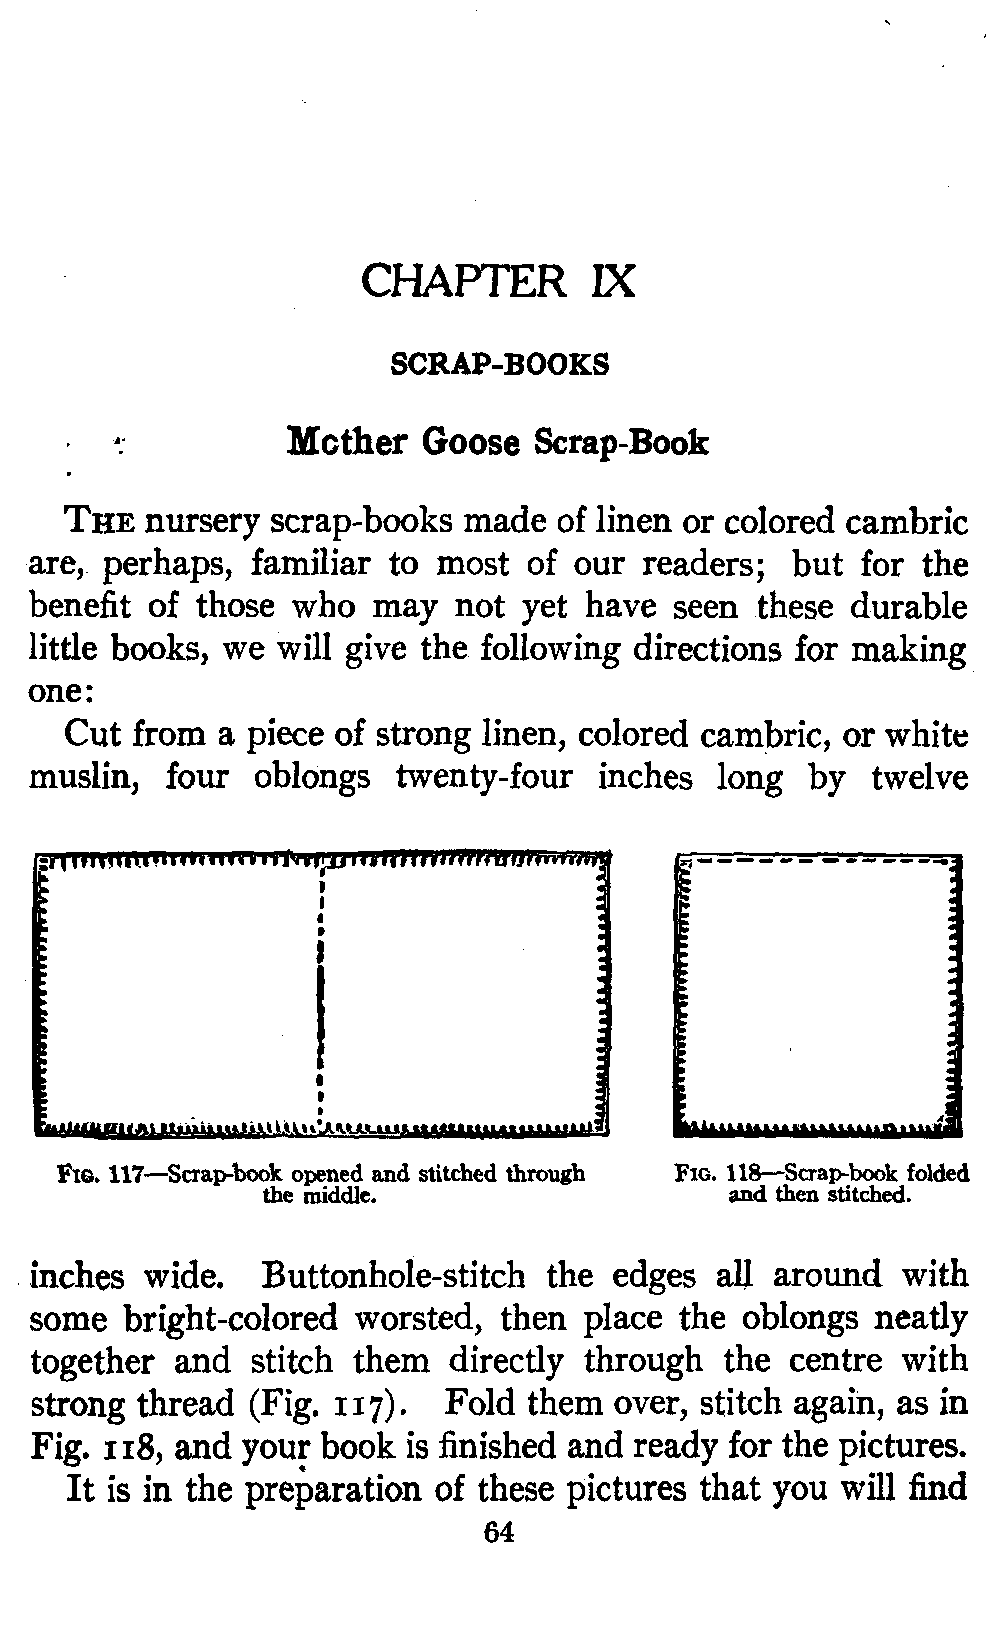 CHAPTER IX
SCRAP-BOOKS
Mother Goose Scrap-Book
THE nursery scrap-books made of linen or colored cambric
are, perhaps, familiar to most of our readers; but for the
benefit of those who may not yet have seen these durable
little books, we will give the following directions for making
one:
Cut from a piece of strong linen, colored cambric, or white
muslin, four oblongs twenty-four inches long by twelve
FIG. 117—Scrap-book opened and stitched through
the middle.
FIG. 118—Scrap-book folded
and then stitched.
inches wide. Buttonhole-stitch the edges all around with
some bright-colored worsted, then place the oblongs neatly
together and stitch them directly through the centre with
strong thread (Fig. 117). Fold them over, stitch again, as in
Fig. 118, and your book is finished and ready for the pictures.
It is in the preparation of these pictures that you will find
64